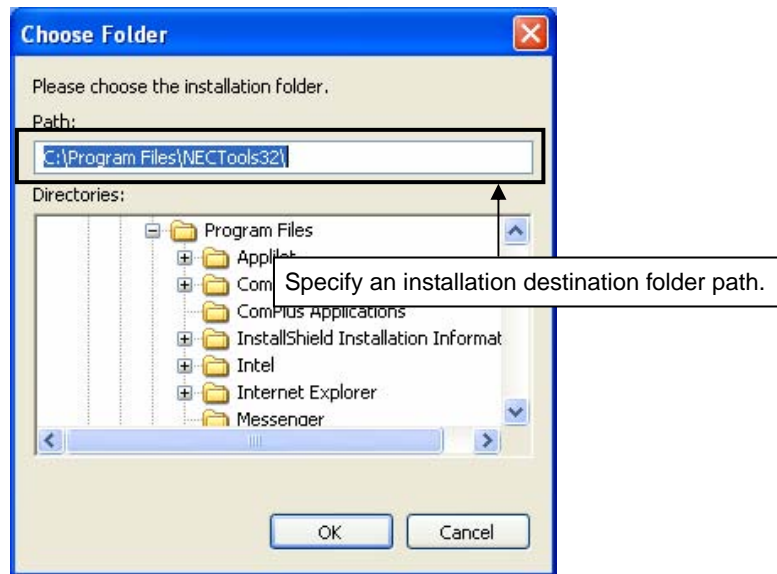 Choose Folder
Please choose the installation folder.
Path:
C:\Program Files\NECTools32\
Directories:
Program Files
Applilet
Specify an installation destination folder path.
Com
ComPlus Applications
InstallShield Installation Informat
Intel
Internet Explorer
Messenger
OK
Cancel